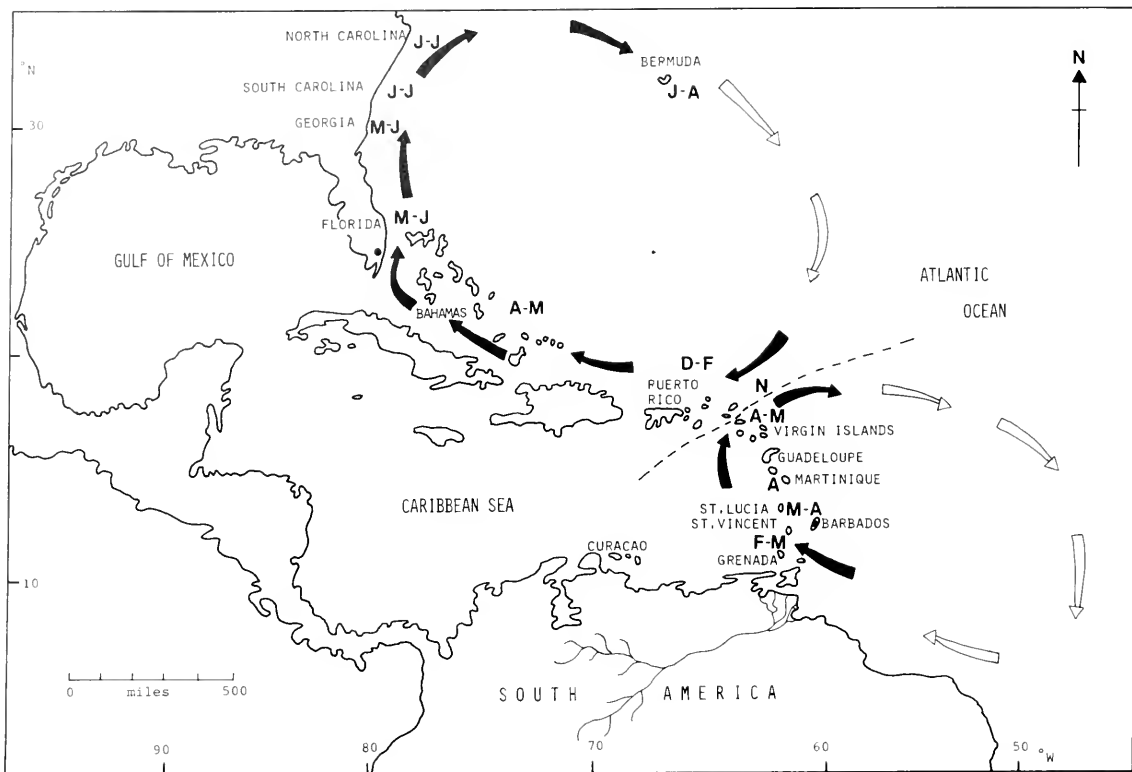 NORTH CAROLINA J-J
°N
BERMUDA
N
SOUTH CAROLINA J-J
J-A
GEORGIA M-J
30
FLORIDA M-J
GULF OF MEXICO
ATLANTIC
OCEAN
BAHAMAS
A-M
D-F
PUERTO
RICO
N
A-M
VIRGIN ISLANDS
GUADELOUPE
A MARTINIQUE
CARIBBEAN SEA
ST.LUCIA M-A
ST.VINCENT BARBADOS
F-M
CURACAO
GRENADA
10
0 miles 500
SOUTH AMERICA
90 80 70 60 50 °W